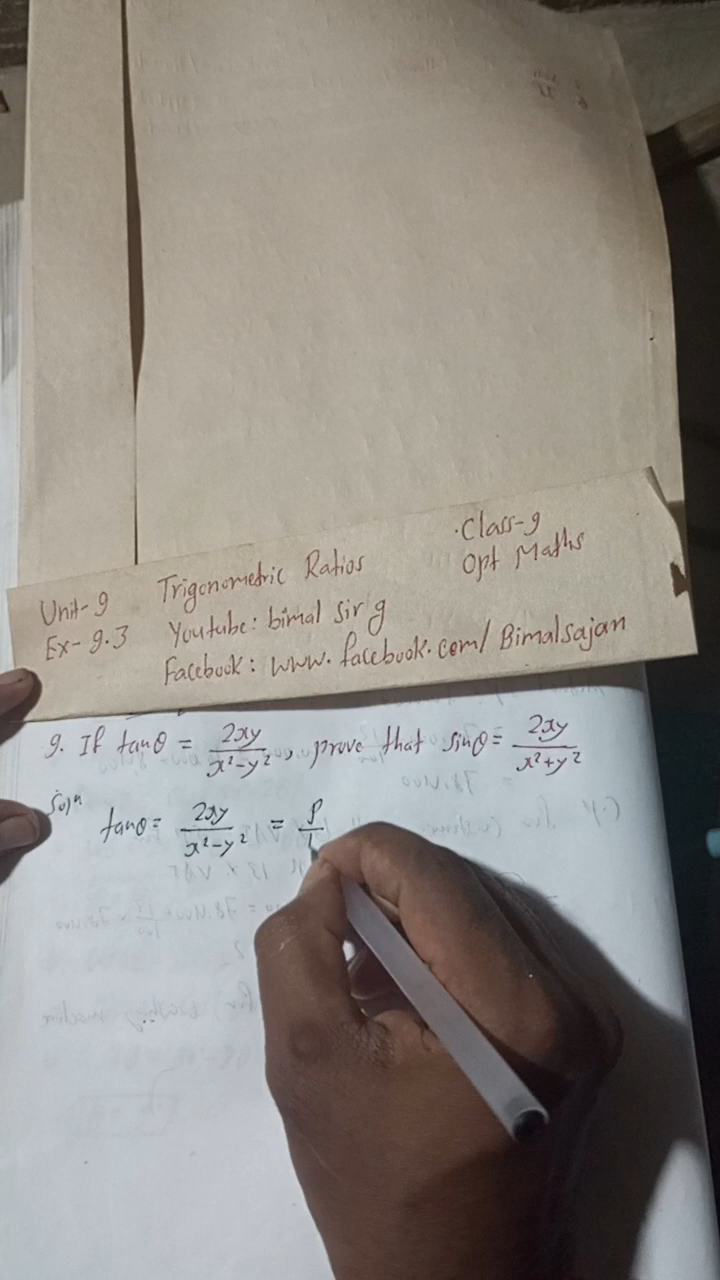 Unit-9 Trigonometric Ratios .Class-9
Ex-9.3 Youtube: bimal sir g Opt Maths
Facebook: www.facebook.com/Bimalsajan
9. If tanθ = 2xy/x²-y², prove that sinθ = 2xy/x²+y²
Soln
tanθ = 2xy/x²-y² = p/